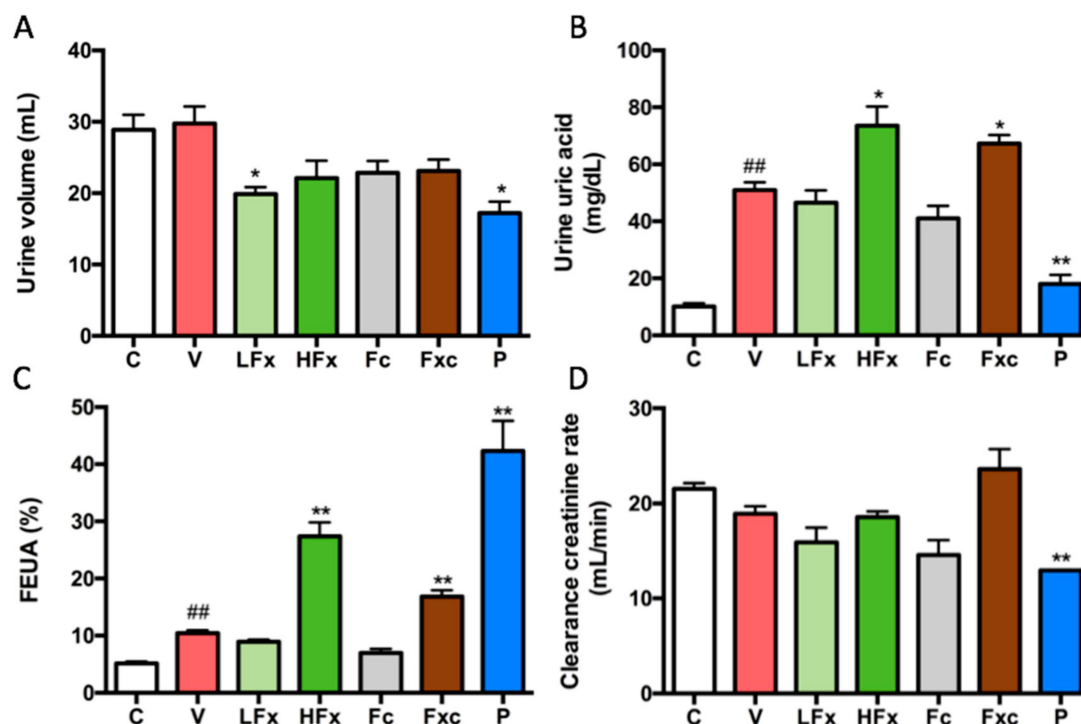 A
Urine volume (mL)
40
30
20
10
0
*
*
C V LFx HFx Fc Fxc P
B
Urine uric acid
(mg/dL)
100
80
60
40
20
0
##
*
*
**
C V LFx HFx Fc Fxc P
C
FEUA (%)
50
40
30
20
10
0
##
**
**
**
C V LFx HFx Fc Fxc P
D
Clearance creatinine rate
(mL/min)
30
20
10
0
**
C V LFx HFx Fc Fxc P